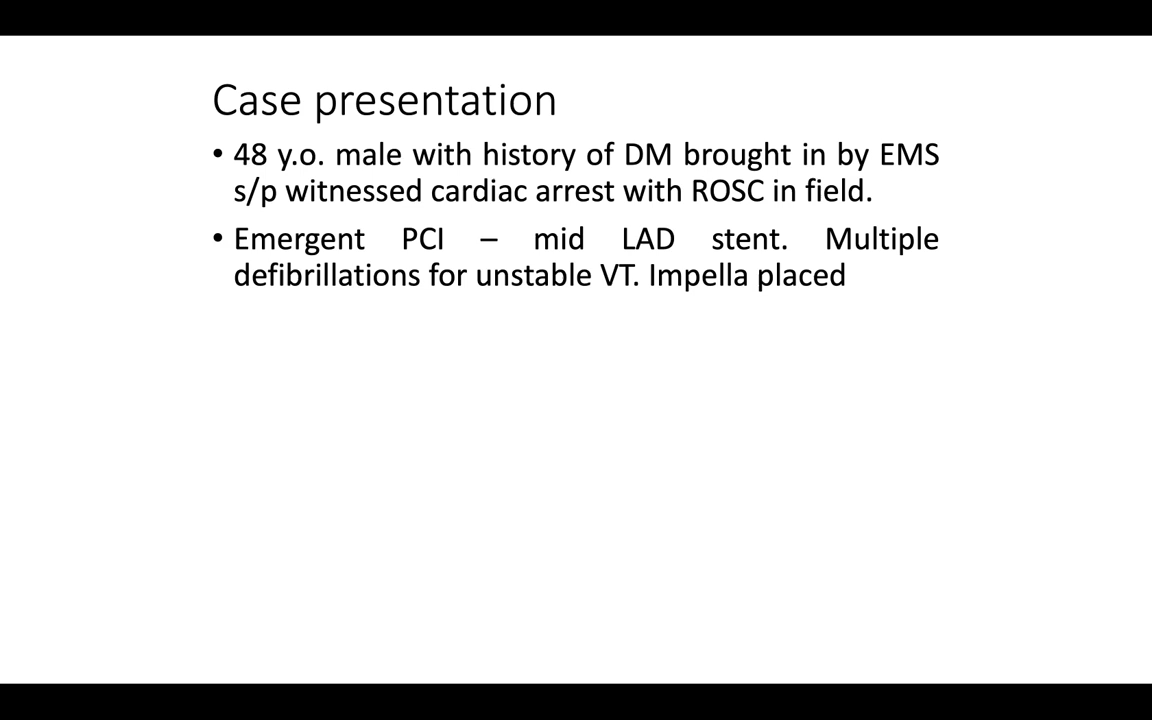 Case presentation
• 48 y.o. male with history of DM brought in by EMS
s/p witnessed cardiac arrest with ROSC in field.
• Emergent PCI – mid LAD stent. Multiple
defibrillations for unstable VT. Impella placed